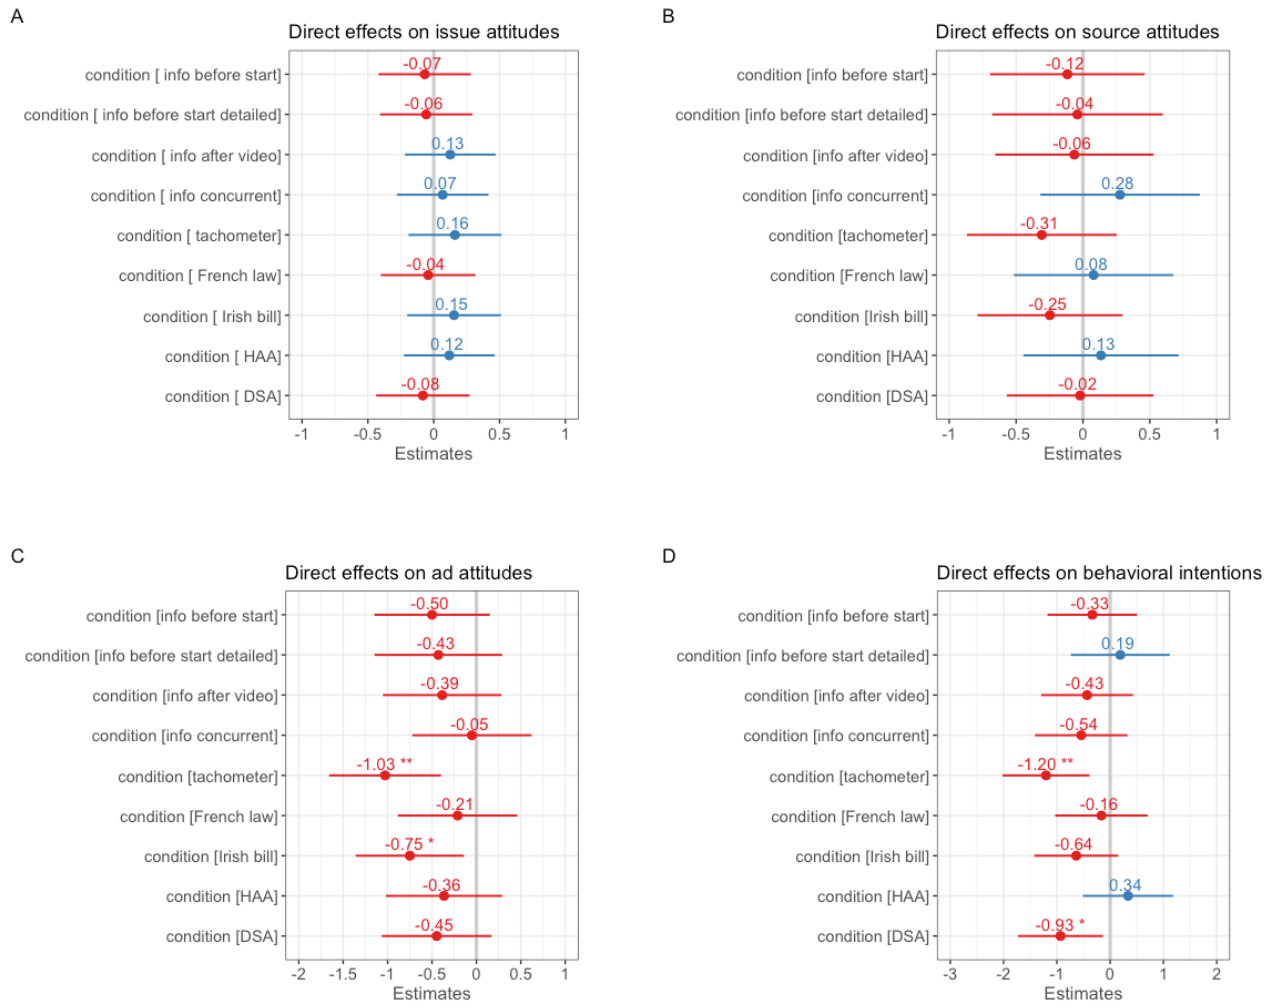 A
Direct effects on issue attitudes
condition [ info before start]
-0.07
condition [ info before start detailed]
-0.06
condition [ info after video]
0.13
condition [ info concurrent]
0.07
condition [ tachometer]
0.16
condition [ French law]
-0.04
condition [ Irish bill]
0.15
condition [ HAA]
0.12
condition [ DSA]
-0.08
-1 -0.5 0 0.5 1
Estimates
B
Direct effects on source attitudes
condition [info before start]
-0.12
condition [info before start detailed]
-0.04
condition [info after video]
-0.06
condition [info concurrent]
0.28
condition [tachometer]
-0.31
condition [French law]
0.08
condition [Irish bill]
-0.25
condition [HAA]
0.13
condition [DSA]
-0.02
-1 -0.5 0 0.5 1
Estimates
C
Direct effects on ad attitudes
condition [info before start]
-0.50
condition [info before start detailed]
-0.43
condition [info after video]
-0.39
condition [info concurrent]
-0.05
condition [tachometer]
-1.03 **
condition [French law]
-0.21
condition [Irish bill]
-0.75 *
condition [HAA]
-0.36
condition [DSA]
-0.45
-2 -1.5 -1 -0.5 0 0.5 1
Estimates
D
Direct effects on behavioral intentions
condition [info before start]
-0.33
condition [info before start detailed]
0.19
condition [info after video]
-0.43
condition [info concurrent]
-0.54
condition [tachometer]
-1.20 **
condition [French law]
-0.16
condition [Irish bill]
-0.64
condition [HAA]
0.34
condition [DSA]
-0.93 *
-3 -2 -1 0 1 2
Estimates